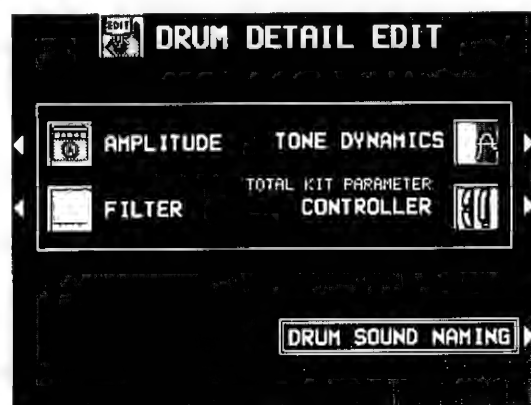 EDIT
DRUM DETAIL EDIT
AMPLITUDE
TONE DYNAMICS
FILTER
TOTAL KIT PARAMETER
CONTROLLER
DRUM SOUND NAMING